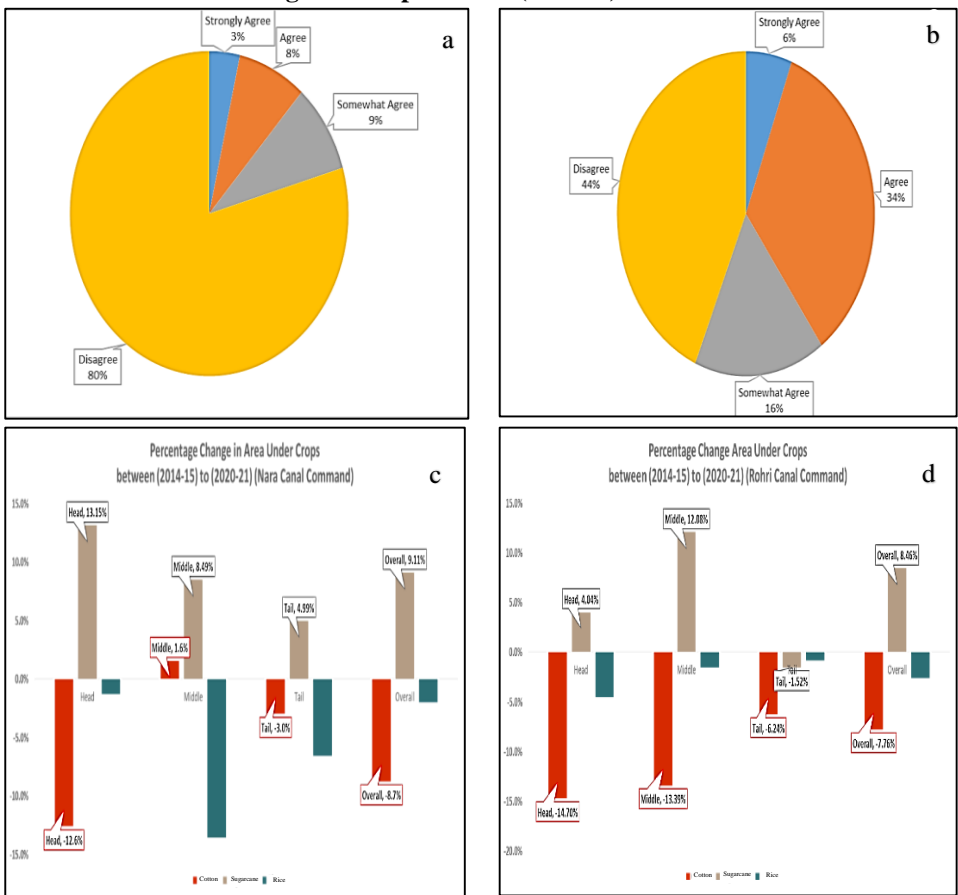 a
Strongly Agree
3%
Agree
8%
Somewhat Agree
9%
Disagree
80%
b
Strongly Agree
6%
Agree
34%
Disagree
44%
Somewhat Agree
16%
Percentage Change in Area Under Crops
between (2014-15) to (2020-21) (Nara Canal Command)
c
15.0%
10.0%
5.0%
0.0%
-5.0%
-10.0%
-15.0%
Head, 13.15%
Middle, 8.49%
Overall, 9.11%
Tail, 4.99%
Middle, 1.6%
Head
Middle
Tail
Overall
Tail, -3.0%
Overall, -8.7%
Head, -12.6%
Cotton Sugarcane Rice
Percentage Change Area Under Crops
between (2014-15) to (2020-21) (Rohri Canal Command)
d
15.0%
10.0%
5.0%
0.0%
-5.0%
-10.0%
-15.0%
-20.0%
Middle, 12.08%
Overall, 8.46%
Head, 4.04%
Head
Middle
Tail
Overall
Tail, -1.52%
Tail, -6.24%
Overall, -7.76%
Middle, -13.39%
Head, -14.70%
Cotton Sugarcane Rice